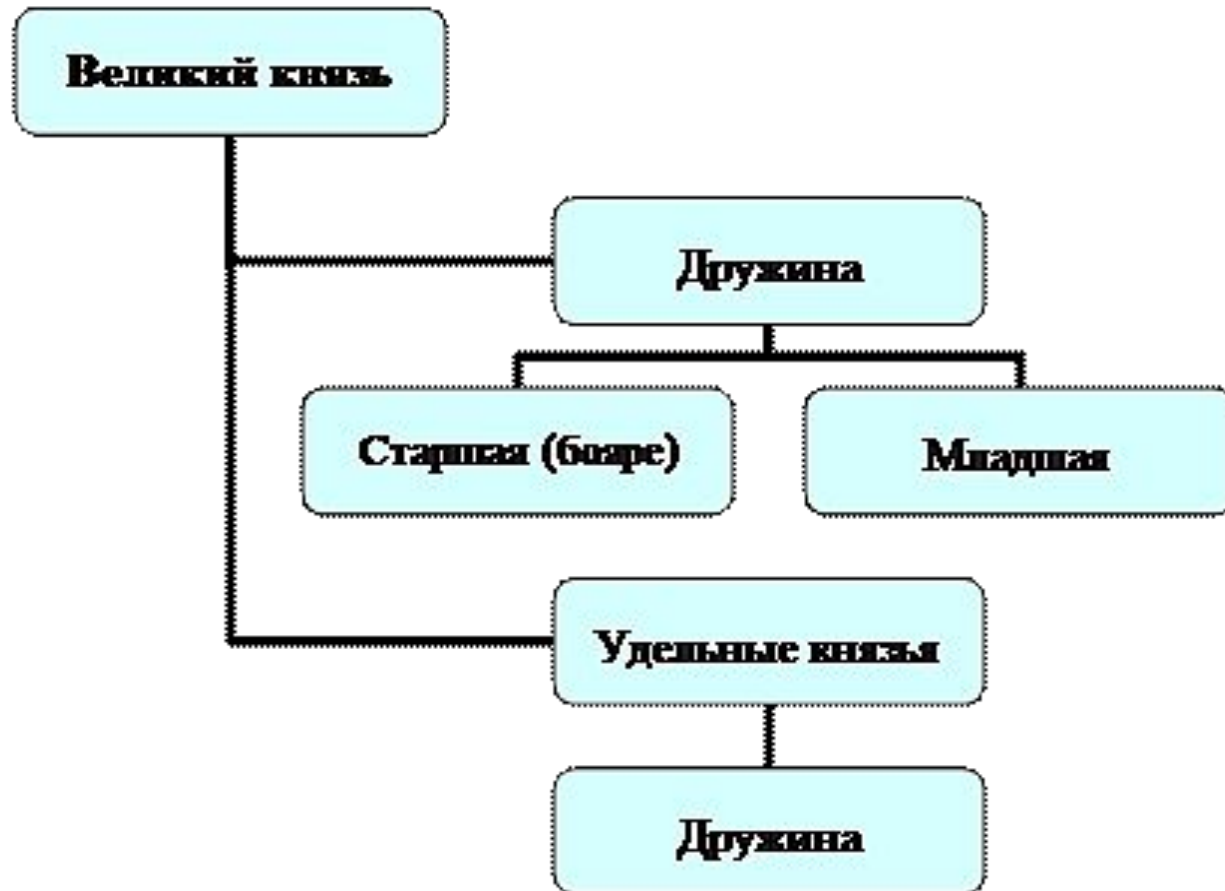 Великий князь
Дружина
Старшая (бояре)
Младшая
Удельные князья
Дружина